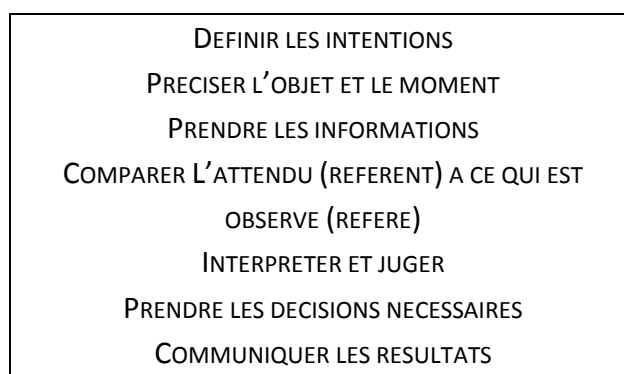 DEFINIR LES INTENTIONS
PRECISER L'OBJET ET LE MOMENT
PRENDRE LES INFORMATIONS
COMPARER L'ATTENDU (REFERENT) A CE QUI EST
OBSERVE (REFERE)
INTERPRETER ET JUGER
PRENDRE LES DECISIONS NECESSAIRES
COMMUNIQUER LES RESULTATS